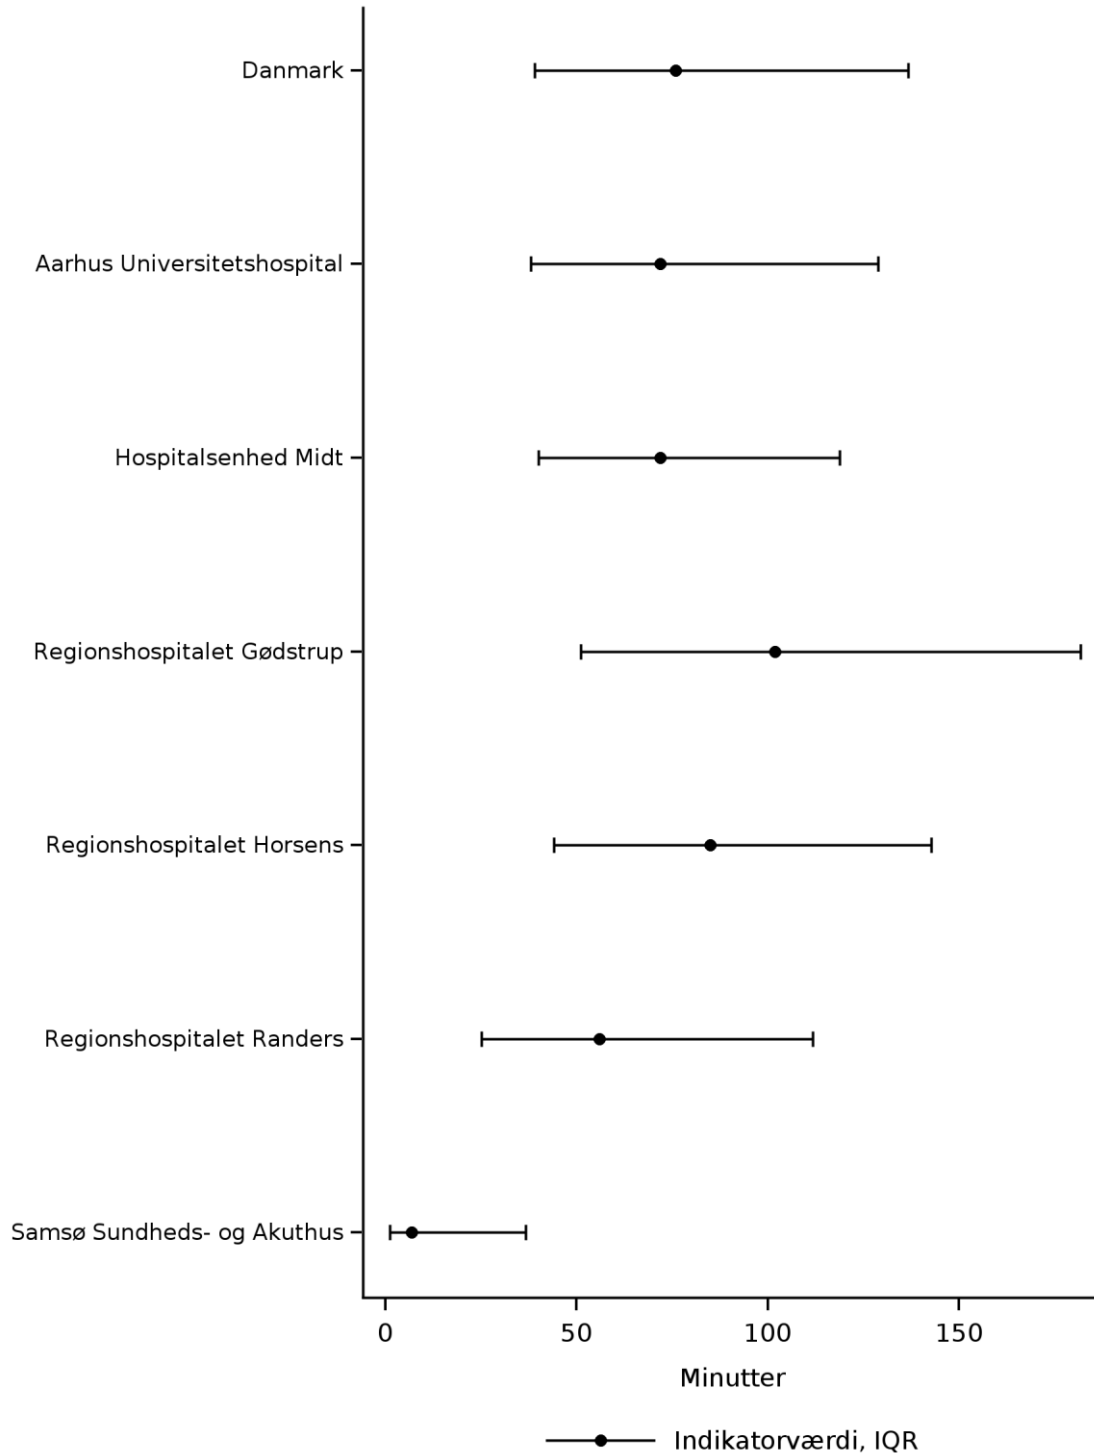 Danmark
Aarhus Universitetshospital
Hospitalsenhed Midt
Regionshospitalet Gødstrup
Regionshospitalet Horsens
Regionshospitalet Randers
Samsø Sundheds- og Akuthus
0 50 100 150
Minutter
Indikatorværdi, IQR